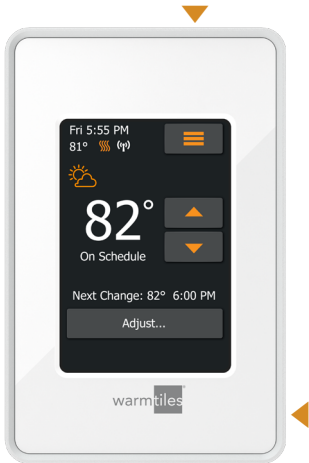 Fri 5:55 PM
81°
82°
On Schedule
Next Change: 82° 6:00 PM
Adjust...
warmtiles